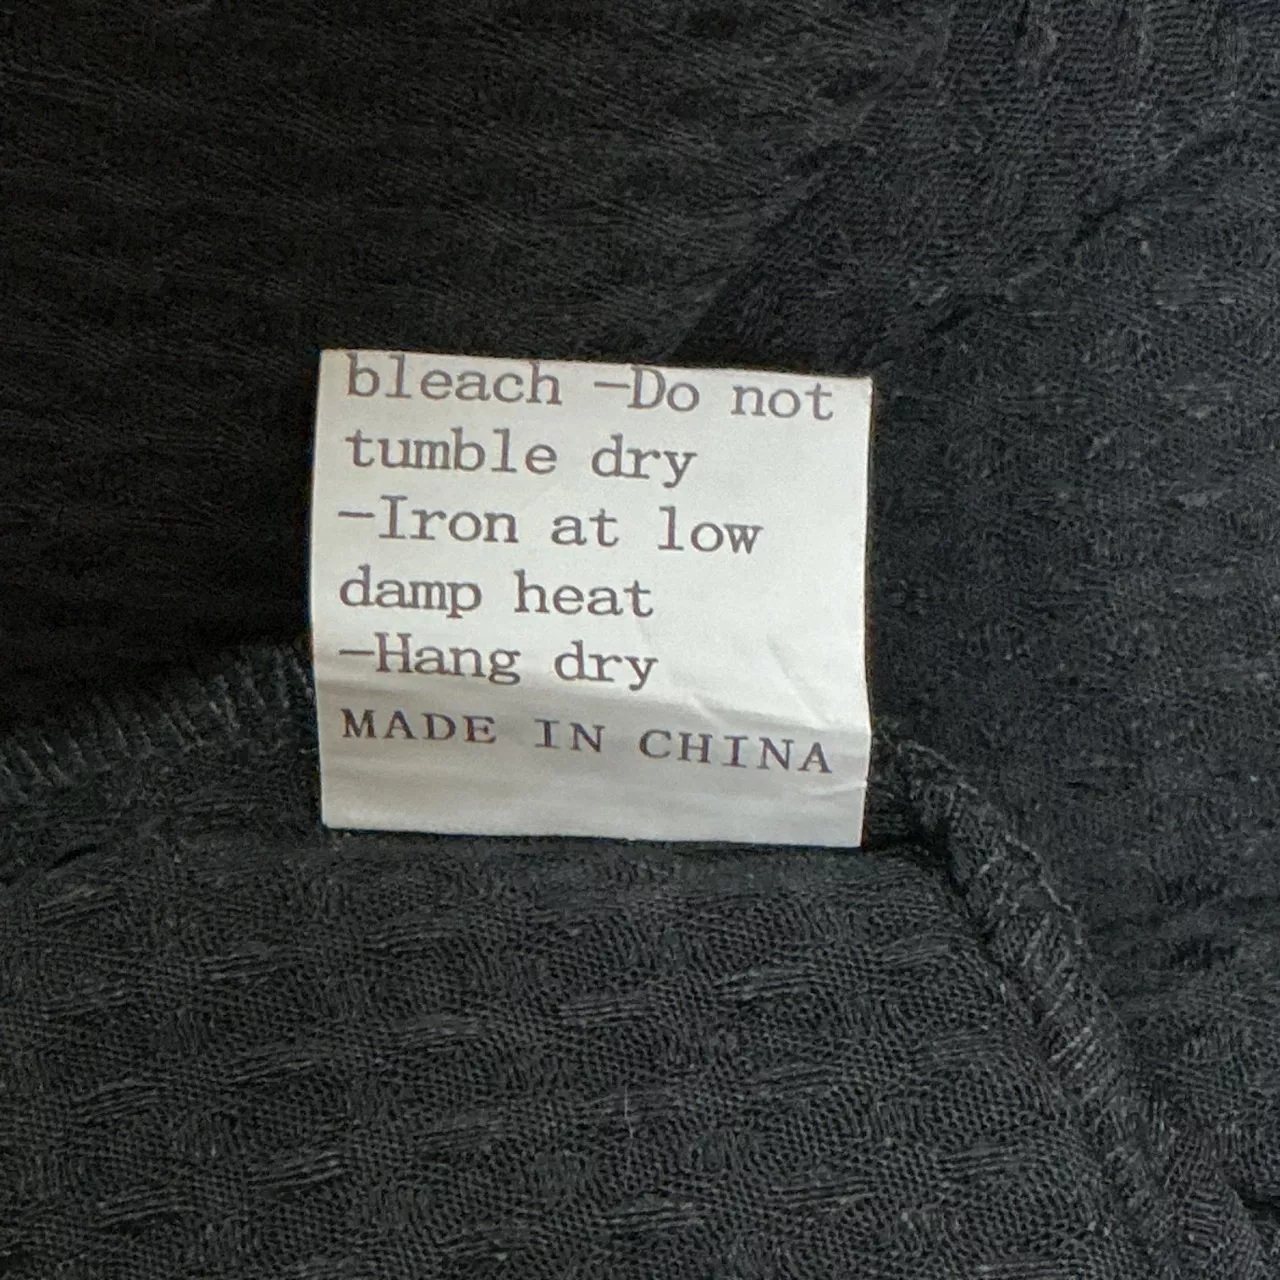 bleach -Do not
tumble dry
-Iron at low
damp heat
-Hang dry
MADE IN CHINA